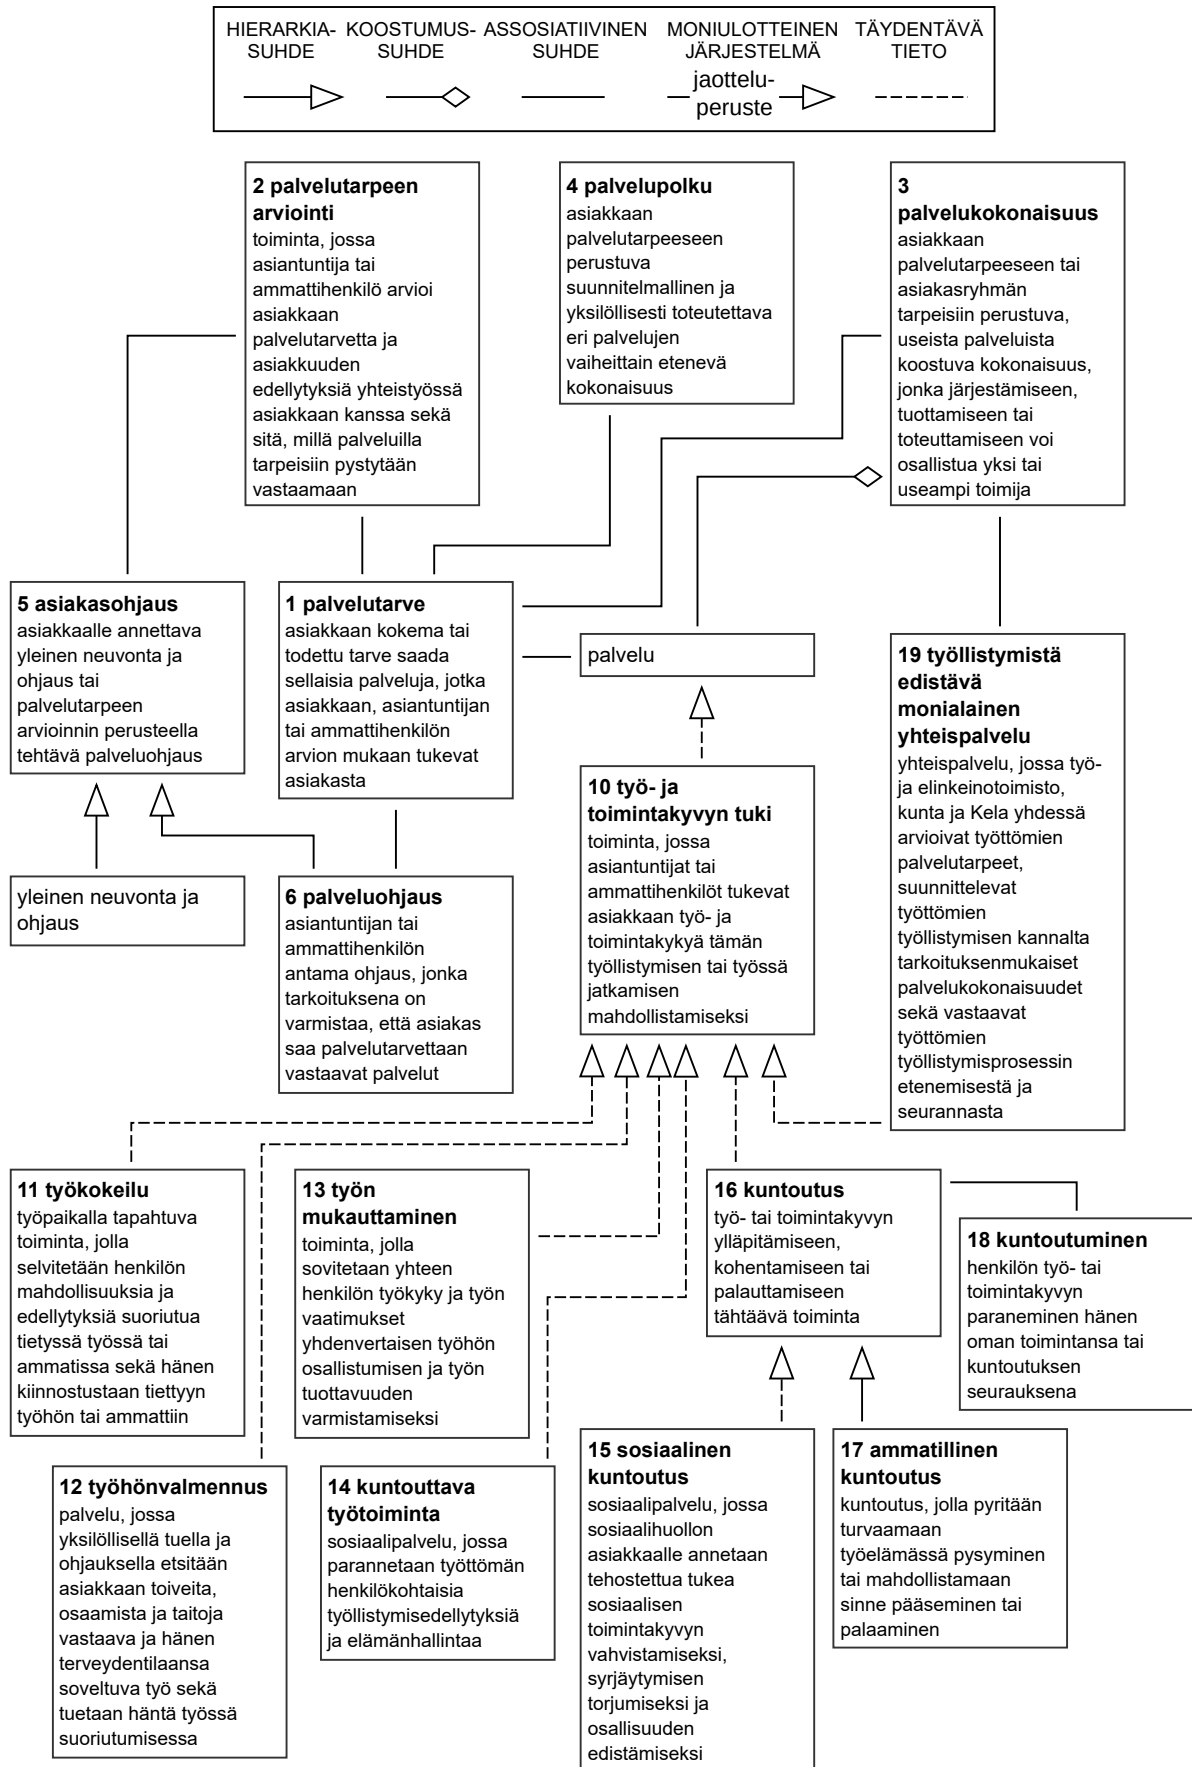 HIERARKIA-
SUHDE
KOOSTUMUS-
SUHDE
ASSOSIATIIVINEN
SUHDE
MONIULOTTEINEN
JÄRJESTELMÄ
jaottelu-
peruste
TÄYDENTÄVÄ
TIETO
2 palvelutarpeen
arviointi
toiminta, jossa
asiantuntija tai
ammattihenkilö arvioi
asiakkaan
palvelutarvetta ja
asiakkuuden
edellytyksiä yhteistyössä
asiakkaan kanssa sekä
sitä, millä palveluilla
tarpeisiin pystytään
vastaamaan
4 palvelupolku
asiakkaan
palvelutarpeeseen
perustuva
suunnitelmallinen ja
yksilöllisesti toteutettava
eri palvelujen
vaiheittain etenevä
kokonaisuus
3
palvelukokonaisuus
asiakkaan
palvelutarpeeseen tai
asiakasryhmän
tarpeisiin perustuva,
useista palveluista
koostuva kokonaisuus,
jonka järjestämiseen,
tuottamiseen tai
toteuttamiseen voi
osallistua yksi tai
useampi toimija
5 asiakasohjaus
asiakkaalle annettava
yleinen neuvonta ja
ohjaus tai
palvelutarpeen
arvioinnin perusteella
tehtävä palveluohjaus
1 palvelutarve
asiakkaan kokema tai
todettu tarve saada
sellaisia palveluja, jotka
asiakkaan, asiantuntijan
tai ammattihenkilön
arvion mukaan tukevat
asiakasta
palvelu
19 työllistymistä
edistävä
monialainen
yhteispalvelu
yhteispalvelu, jossa työ-
ja elinkeinotoimisto,
kunta ja Kela yhdessä
arvioivat työttömien
palvelutarpeet,
suunnittelevat
työttömien
työllistymisen kannalta
tarkoituksenmukaiset
palvelukokonaisuudet
sekä vastaavat
työttömien
työllistymisprosessin
etenemisestä ja
seurannasta
10 työ- ja
toimintakyvyn tuki
toiminta, jossa
asiantuntijat tai
ammattihenkilöt tukevat
asiakkaan työ- ja
toimintakykyä tämän
työllistymisen tai työssä
jatkamisen
mahdollistamiseksi
yleinen neuvonta ja
ohjaus
6 palveluohjaus
asiantuntijan tai
ammattihenkilön
antama ohjaus, jonka
tarkoituksena on
varmistaa, että asiakas
saa palvelutarvettaan
vastaavat palvelut
11 työkokeilu
työpaikalla tapahtuva
toiminta, jolla
selvitetään henkilön
mahdollisuuksia ja
edellytyksiä suoriutua
tietyssä työssä tai
ammatissa sekä hänen
kiinnostustaan tiettyyn
työhön tai ammattiin
13 työn
mukauttaminen
toiminta, jolla
sovitetaan yhteen
henkilön työkyky ja työn
vaatimukset
yhdenvertaisen työhön
osallistumisen ja työn
tuottavuuden
varmistamiseksi
16 kuntoutus
työ- tai toimintakyvyn
ylläpitämiseen,
kohentamiseen tai
palauttamiseen
tähtäävä toiminta
18 kuntoutuminen
henkilön työ- tai
toimintakyvyn
paraneminen hänen
oman toimintansa tai
kuntoutuksen
seurauksena
12 työhönvalmennus
palvelu, jossa
yksilöllisellä tuella ja
ohjauksella etsitään
asiakkaan toiveita,
osaamista ja taitoja
vastaava ja hänen
terveydentilaansa
soveltuva työ sekä
tuetaan häntä työssä
suoriutumisessa
14 kuntouttava
työtoiminta
sosiaalipalvelu, jossa
parannetaan työttömän
henkilökohtaisia
työllistymisedellytyksiä
ja elämänhallintaa
15 sosiaalinen
kuntoutus
sosiaalipalvelu, jossa
sosiaalihuollon
asiakkaalle annetaan
tehostettua tukea
sosiaalisen
toimintakyvyn
vahvistamiseksi,
syrjäytymisen
torjumiseksi ja
osallisuuden
edistämiseksi
17 ammatillinen
kuntoutus
kuntoutus, jolla pyritään
turvaamaan
työelämässä pysyminen
tai mahdollistamaan
sinne pääseminen tai
palaaminen